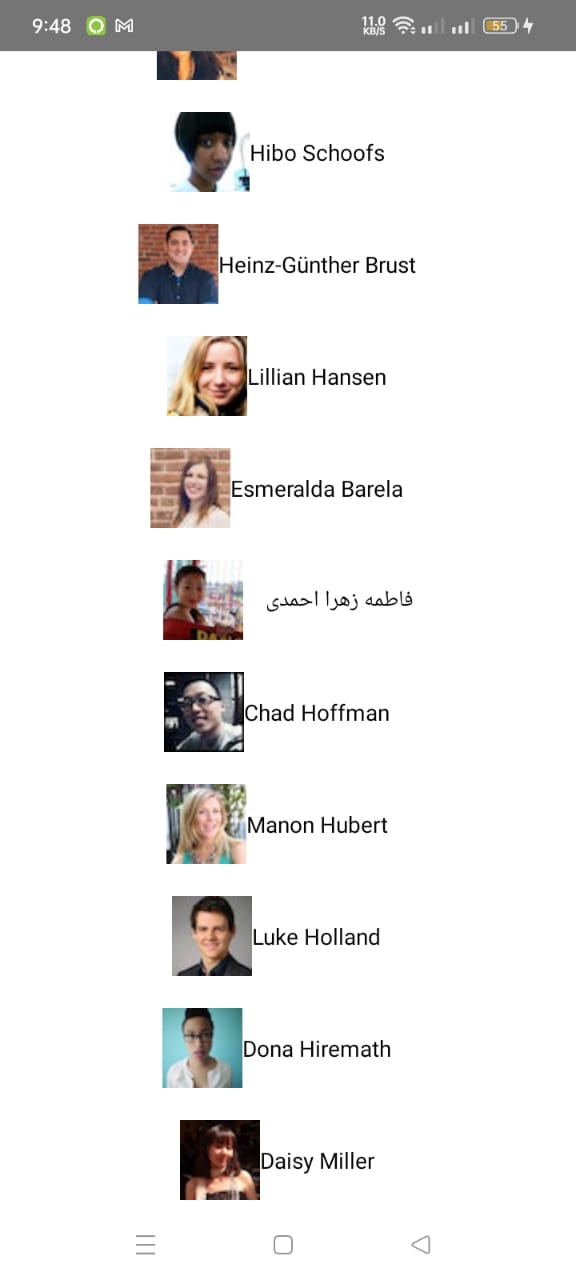 9:48
11.0
KB/S
55
Hibo Schoofs
Heinz-Günther Brust
Lillian Hansen
Esmeralda Barela
فاطمه زهرا احمدی
Chad Hoffman
Manon Hubert
Luke Holland
Dona Hiremath
Daisy Miller